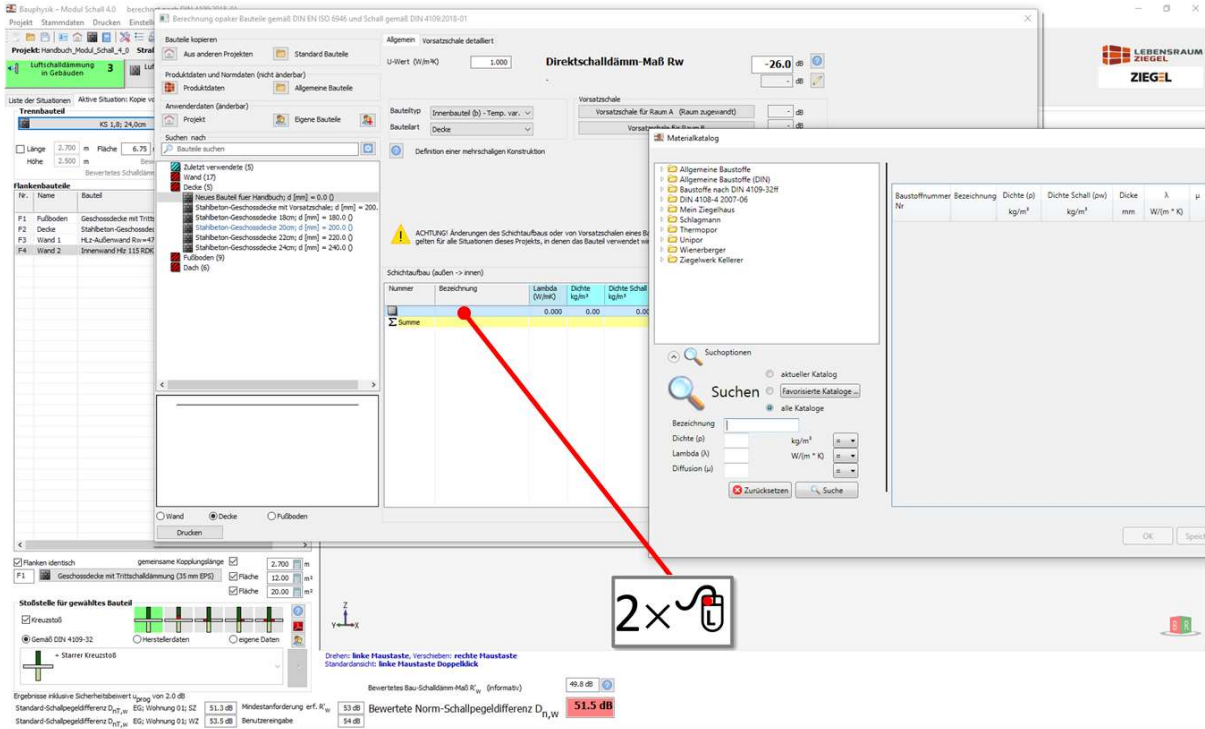 Bauphysik – Modul Schall 4.0
Projekt Stammdaten Drucken
Projekt: Handbuch_Modul_Schall_4_0
Luftschalldämmung in Gebäuden 3
Liste der Situationen
Trennbauteil
KS 1,8; 24,0cm
Länge 2.700 m Fläche 6.75
Höhe 2.500 m
Flankenbauteile
Nr. Name Bauteil
F1 Fußboden
F2 Decke
F3 Wand 1
F4 Wand 2
Berechnung opaker Bauteile gemäß DIN EN ISO 6946 und Schall gemäß DIN 4109:2018-01
Bauteile kopieren
Aus anderen Projekten Standard Bauteile
Produktdaten und Normdaten (nicht änderbar)
Produktdaten Allgemeine Bauteile
Anwenderdaten (änderbar)
Projekt Eigene Bauteile
Suchen nach
Bauteile suchen
Zuletzt verwendete (5)
Wand (17)
Decke (5)
Neues Bauteil fuer Handbuch; d [mm] = 0.0 ()
Stahlbeton-Geschossdecke mit Vorsatzschale; d [mm] = 200.
Stahlbeton-Geschossdecke 18cm; d [mm] = 180.0 ()
Stahlbeton-Geschossdecke 20cm; d [mm] = 200.0 ()
Stahlbeton-Geschossdecke 22cm; d [mm] = 220.0 ()
Stahlbeton-Geschossdecke 24cm; d [mm] = 240.0 ()
Fußboden (9)
Dach (6)
Wand Decke Fußboden
Drucken
Allgemein Vorsatzschale detailliert
U-Wert (W/m²K) 1.000 Direktschalldämm-Maß Rw -26.0 dB
- - dB
Bauteiltyp Innenbauteil (b) - Temp. var.
Bauteilart Decke
Vorsatzschale
Vorsatzschale für Raum A (Raum zugewandt) - dB
Definition einer mehrschaligen Konstruktion
ACHTUNG! Änderungen des Schichtaufbaus oder von Vorsatzschalen eines
gelten für alle Situationen dieses Projekts, in denen das Bauteil verwendet
Schichtaufbau (außen -> innen)
Nummer Bezeichnung Lambda (W/mK) Dichte kg/m³ Dichte Schall kg/m³
0.000 0.00 0.00
Σ Summe
Materialkatalog
Allgemeine Baustoffe
Allgemeine Baustoffe (DIN)
Baustoffe nach DIN 4109-32ff
DIN 4108-4 2007-06
Mein Ziegelhaus
Schlagmann
Thermopor
Unipor
Wienerberger
Ziegelwerk Kellerer
Baustoffnummer Bezeichnung Dichte (ρ) Dichte Schall (ρw) Dicke λ μ
Nr kg/m³ kg/m³ mm W/(m * K)
Suchoptionen
Suchen
aktueller Katalog
Favorisierte Kataloge ...
alle Kataloge
Bezeichnung
Dichte (ρ) kg/m³ =
Lambda (λ) W/(m * K) =
Diffusion (μ) =
Zurücksetzen Suche
OK
LEBENSRAUM
ZIEGEL
ZIEGEL
2× L
Flanken identisch gemeinsame Kopplungslänge 2.700 m
F1 Geschossdecke mit Trittschalldämmung (35 mm EPS) Fläche 12.00 m²
Fläche 20.00 m²
Stoßstelle für gewähltes Bauteil
Kreuzstoß
Gemäß DIN 4109-32 Herstellerdaten eigene Daten
+ Starrer Kreuzstoß
Z
Y X
B R
Drehen: linke Maustaste, Verschieben: rechte Maustaste
Standardansicht: linke Maustaste Doppelklick
Ergebnisse inklusive Sicherheitsbeiwert uprog von 2.0 dB
Standard-Schallpegeldifferenz DnT,w EG; Wohnung 01; SZ 51.3 dB Mindestanforderung erf. R'w 53 dB
Standard-Schallpegeldifferenz DnT,w EG; Wohnung 01; WZ 53.5 dB Benutzereingabe 54 dB
Bewertetes Bau-Schalldämm-Maß R'w (informativ) 49.8 dB
Bewertete Norm-Schallpegeldifferenz Dn,w 51.5 dB